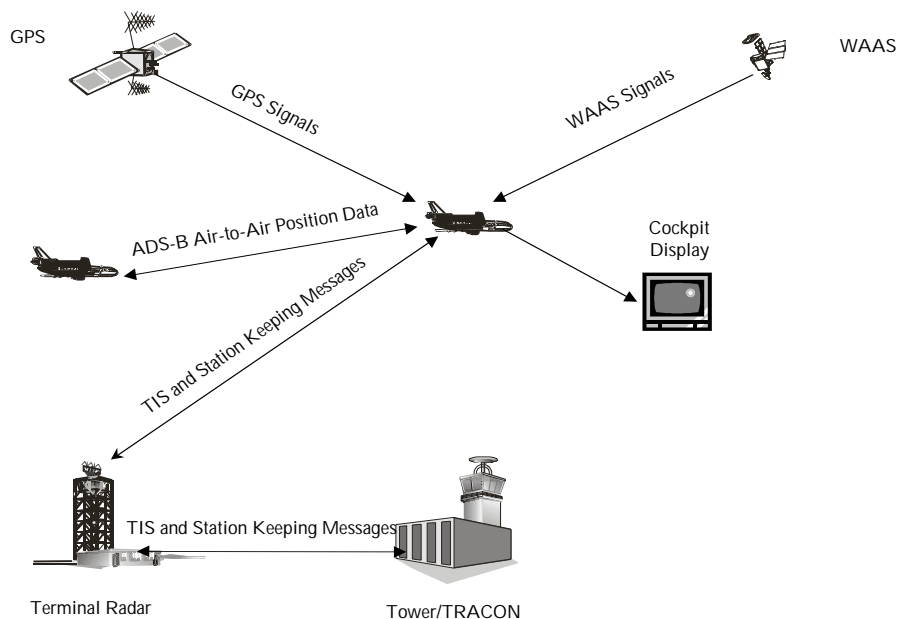 GPS
WAAS
GPS Signals
WAAS Signals
ADS-B Air-to-Air Position Data
Cockpit
Display
TIS and Station Keeping Messages
TIS and Station Keeping Messages
Terminal Radar
Tower/TRACON